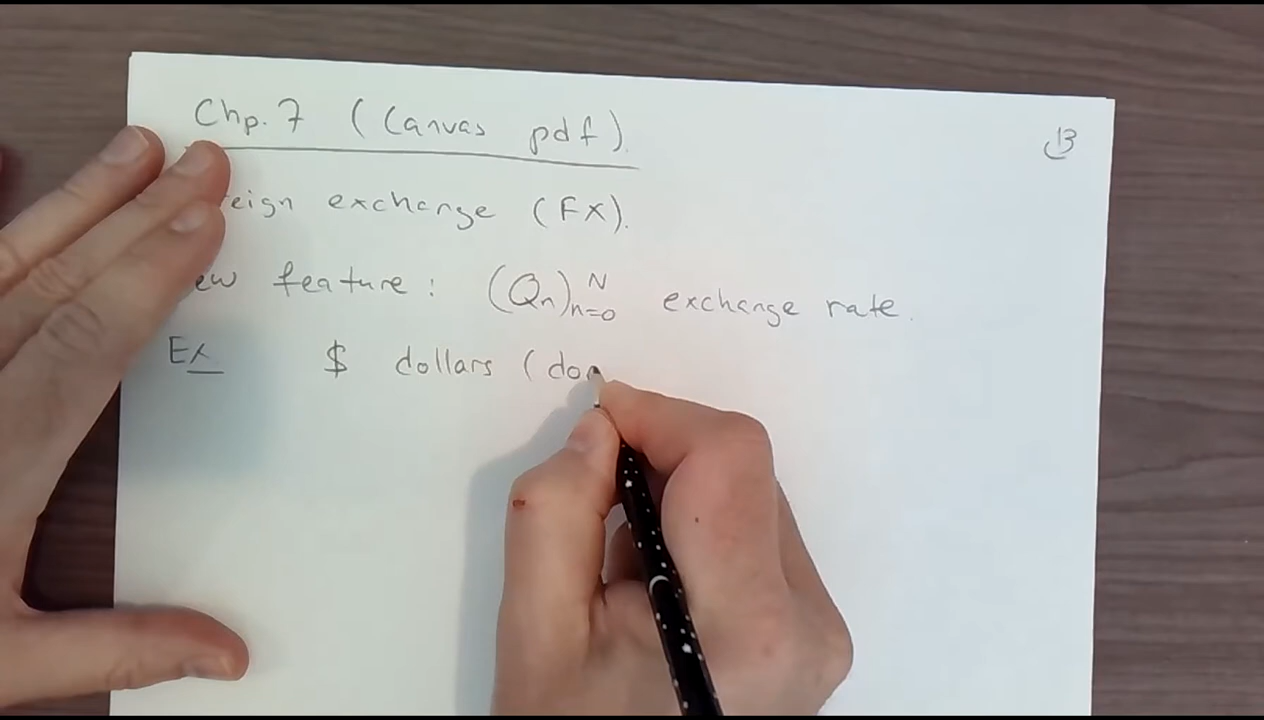 Chp. 7 (Canvas pdf).
13
eign exchange (FX).
ew feature: (Qn)n=0 N exchange rate.
Ex $ dollars (do